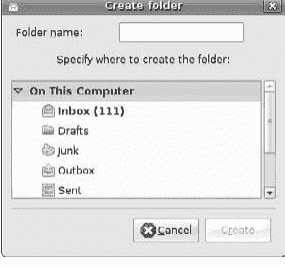 Create folder
Folder name:
Specify where to create the folder:
On This Computer
Inbox (111)
Drafts
Junk
Outbox
Sent
Cancel
Create